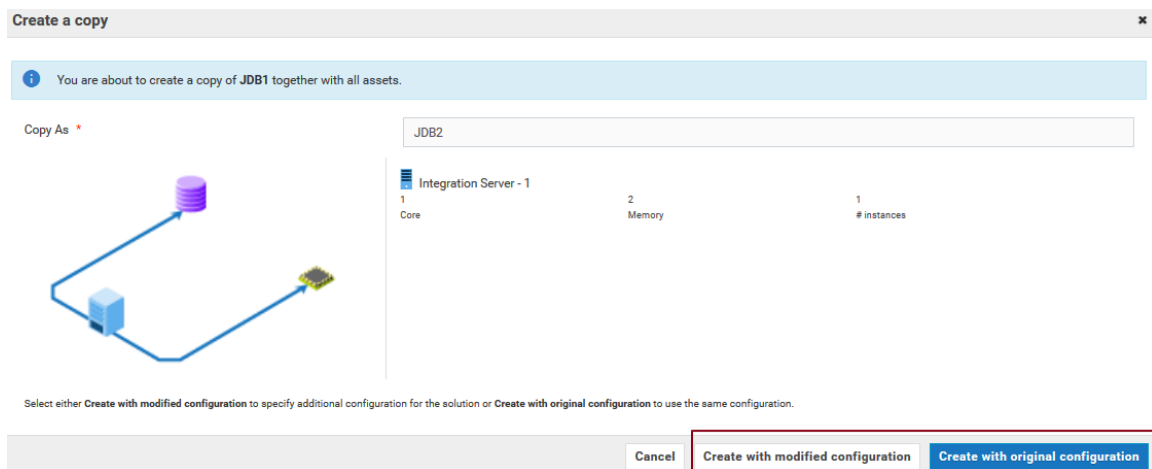 Create a copy
You are about to create a copy of JDB1 together with all assets.
Copy As *
JDB2
Integration Server - 1
1 2 1
Core Memory # instances
Select either Create with modified configuration to specify additional configuration for the solution or Create with original configuration to use the same configuration.
Cancel Create with modified configuration Create with original configuration